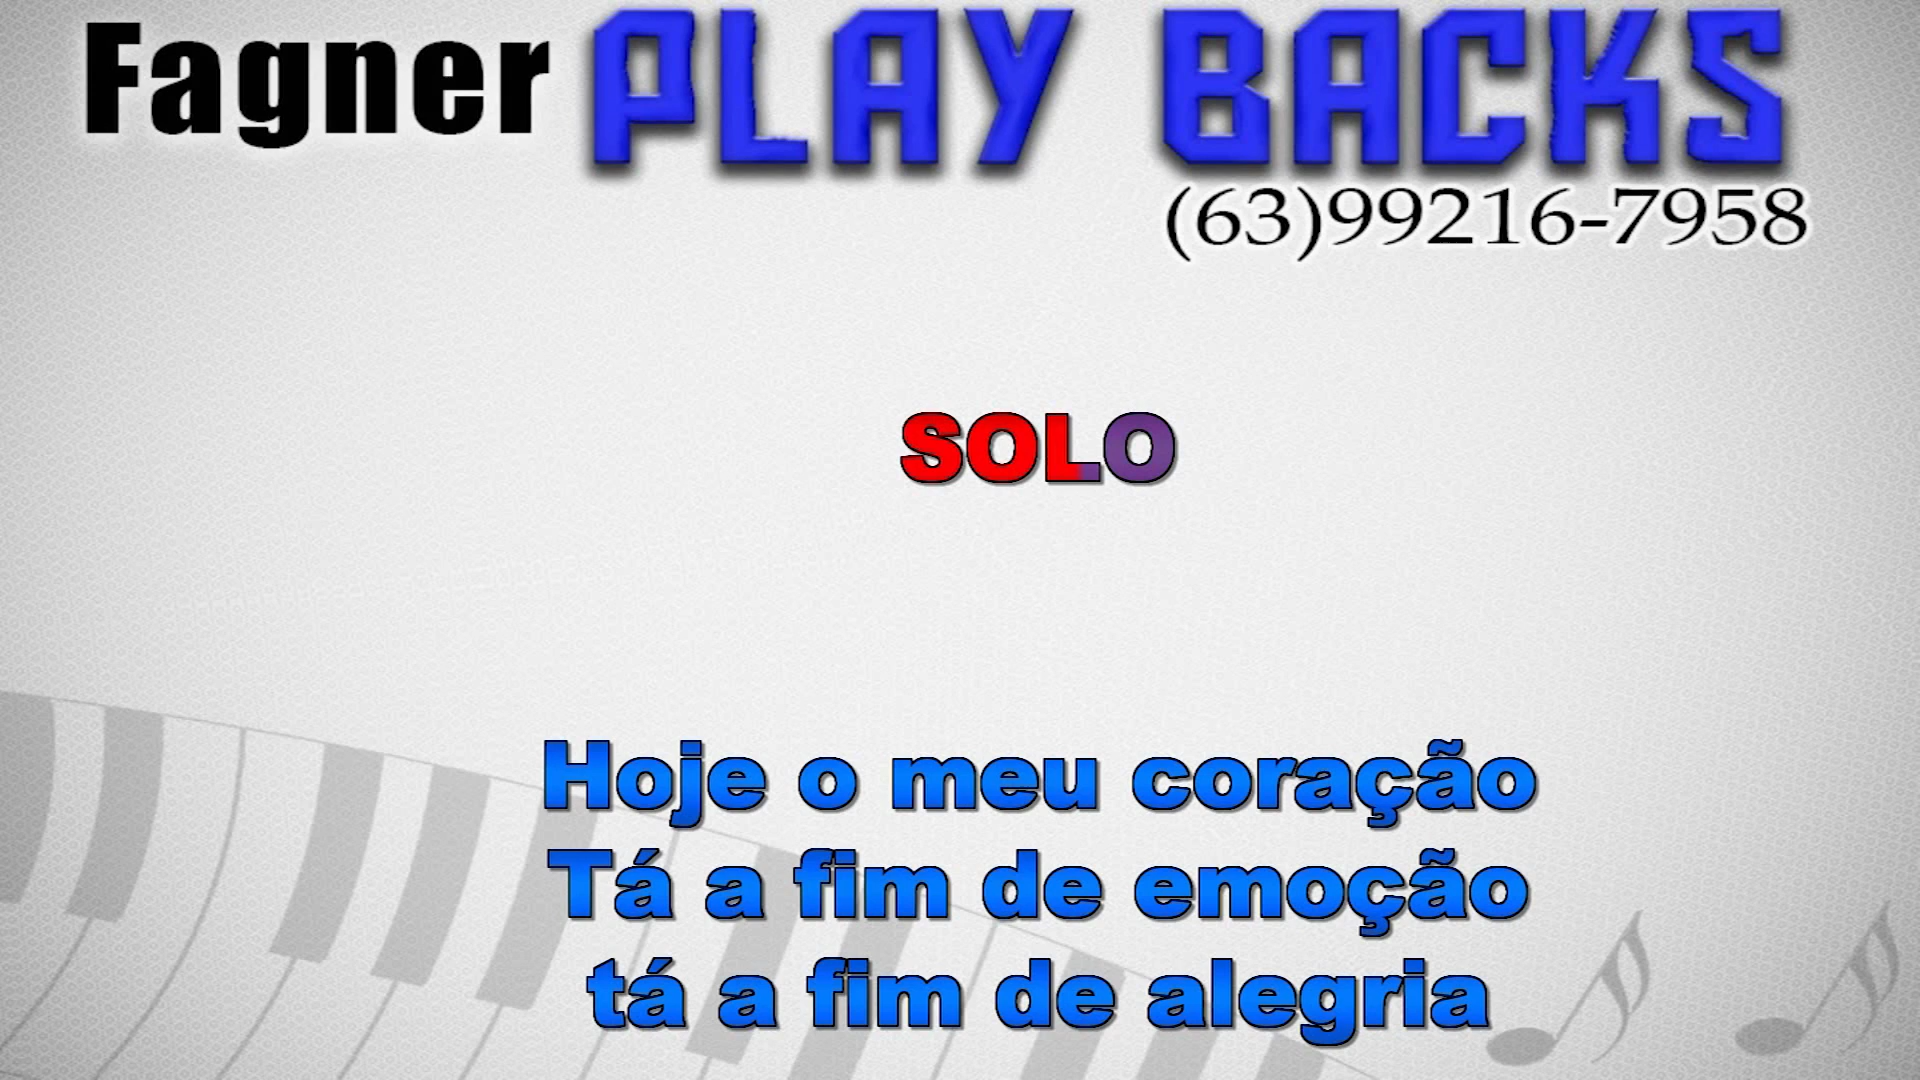 Fagner PLAY BACKS
(63)99216-7958
SOLO
Hoje o meu coração
Tá a fim de emoção
tá a fim de alegria